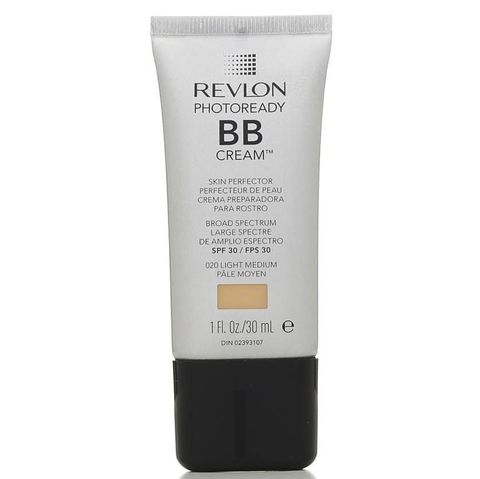 REVLON
PHOTOREADY
BB
CREAM™
SKIN PERFECTOR
PERFECTEUR DE PEAU
CREMA PREPARADORA
PARA ROSTRO
BROAD SPECTRUM
LARGE SPECTRE
DE AMPLIO ESPECTRO
SPF 30 / FPS 30
020 LIGHT MEDIUM
PÂLE MOYEN
1 Fl. Oz./30 mL ℮
DIN 02393107